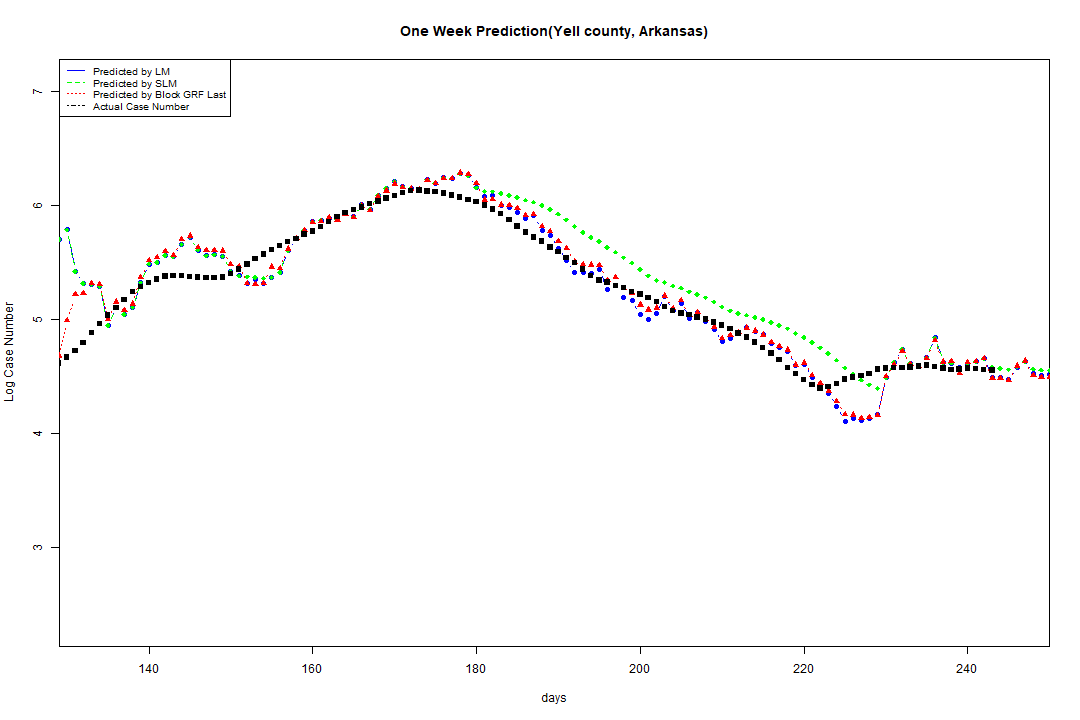 One Week Prediction(Yell county, Arkansas)
Predicted by LM
Predicted by SLM
Predicted by Block GRF Last
Actual Case Number
7
6
5
4
3
Log Case Number
140 160 180 200 220 240
days